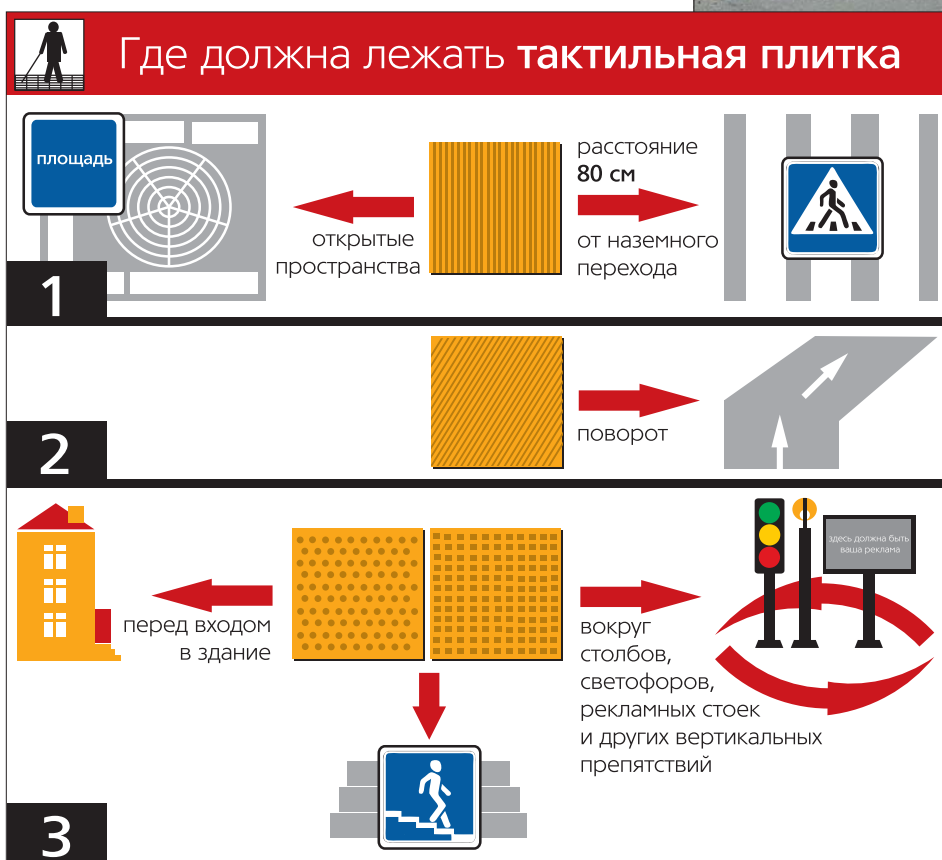 Где должна лежать тактильная плитка
площадь
открытые
пространства
расстояние
80 см
от наземного
перехода
1
поворот
2
перед входом
в здание
вокруг
столбов,
светофоров,
рекламных стоек
и других вертикальных
препятствий
здесь должна быть
ваша реклама
3